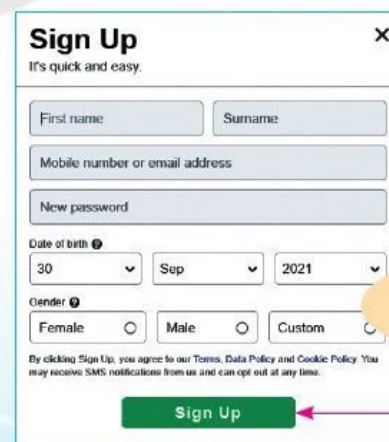 Sign Up
It's quick and easy.
First name Surname
Mobile number or email address
New password
Date of birth
30 Sep 2021
Gender
Female Male Custom
By clicking Sign Up, you agree to our Terms, Data Policy and Cookie Policy. You
may receive SMS notifications from us and can opt out at any time.
Sign Up